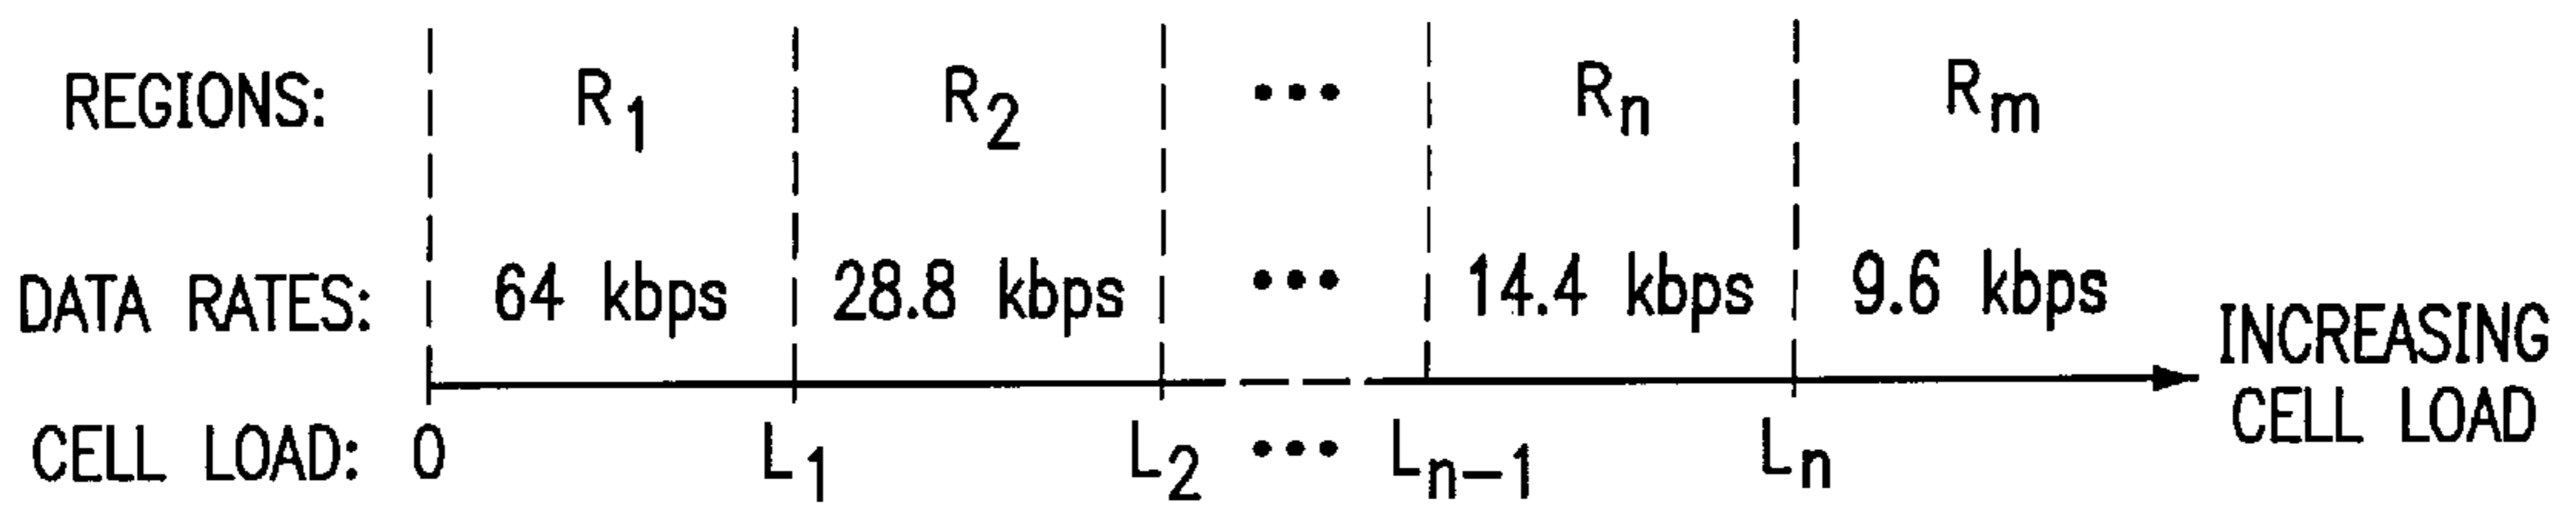 REGIONS: R1 R2 ••• Rn Rm
DATA RATES: 64 kbps 28.8 kbps ••• 14.4 kbps 9.6 kbps
INCREASING
CELL LOAD
CELL LOAD: 0 L1 L2 ••• Ln-1 Ln